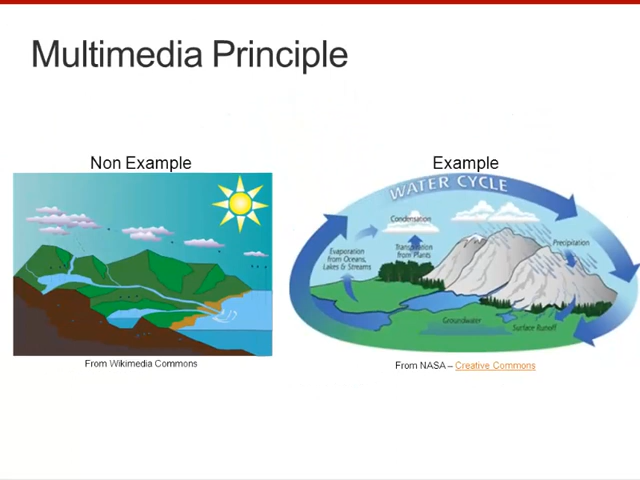 Multimedia Principle
Non Example
Example
WATER CYCLE
Condensation
Precipitation
Evaporation
from Oceans,
Lakes & Streams
Transpiration
from Plants
Groundwater
Surface Runoff
From Wikimedia Commons
From NASA – Creative Commons